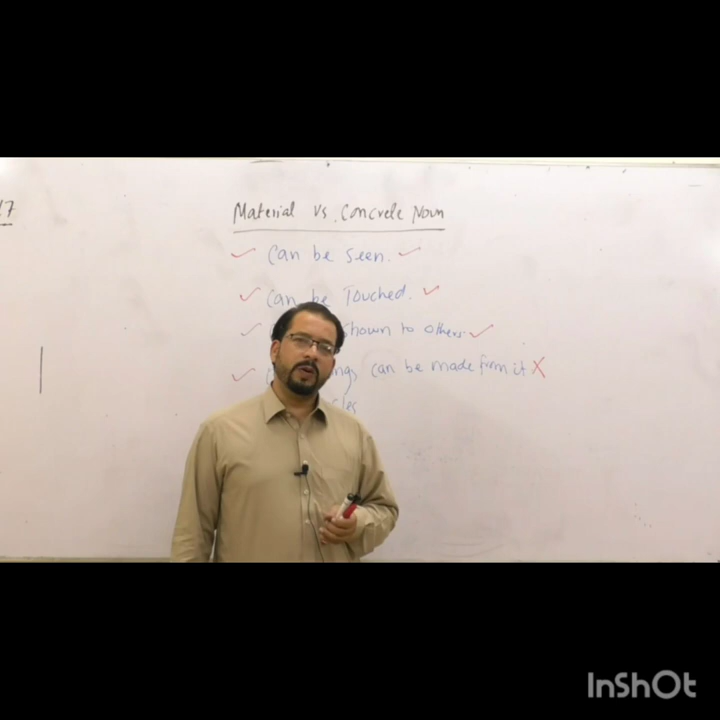 17
Material vs. Concrete Noun
✓ Can be Seen. ✓
✓ Can be Touched. ✓
✓ Shown to others. ✓
✓ can be made from it X
InShOt